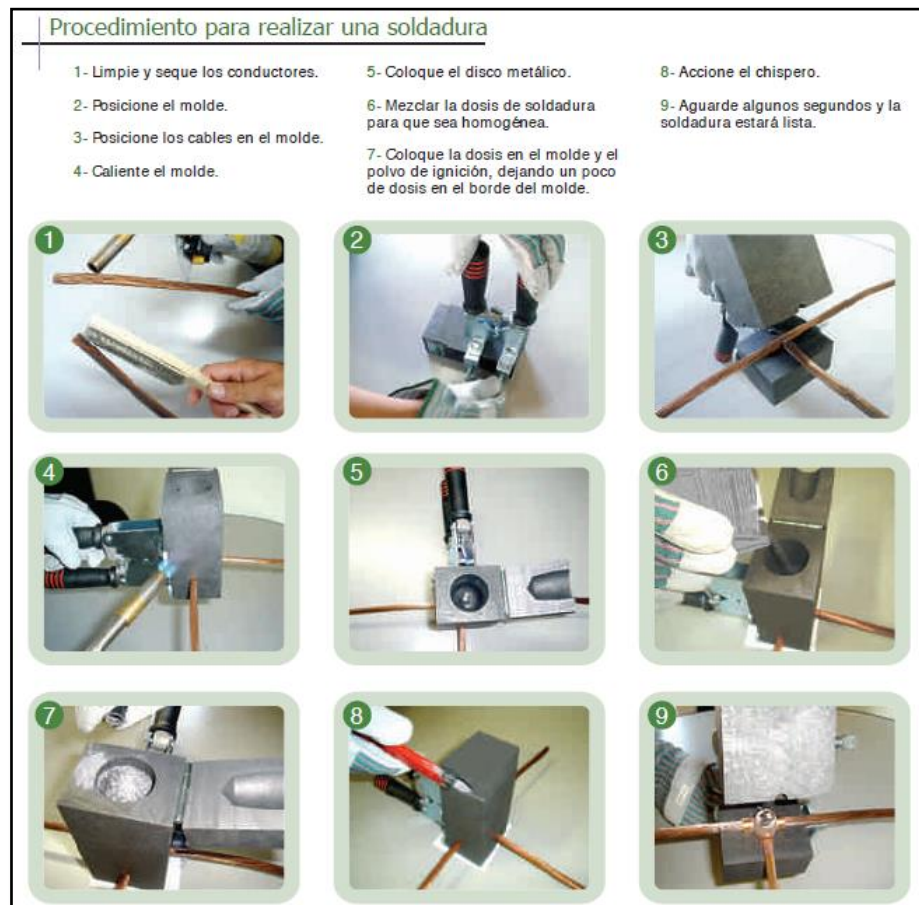 Procedimiento para realizar una soldadura
1- Limpie y seque los conductores.
2- Posicione el molde.
3- Posicione los cables en el molde.
4- Caliente el molde.
5- Coloque el disco metálico.
6- Mezclar la dosis de soldadura
para que sea homogénea.
7- Coloque la dosis en el molde y el
polvo de ignición, dejando un poco
de dosis en el borde del molde.
8- Accione el chispero.
9- Aguarde algunos segundos y la
soldadura estará lista.
1
2
3
4
5
6
7
8
9